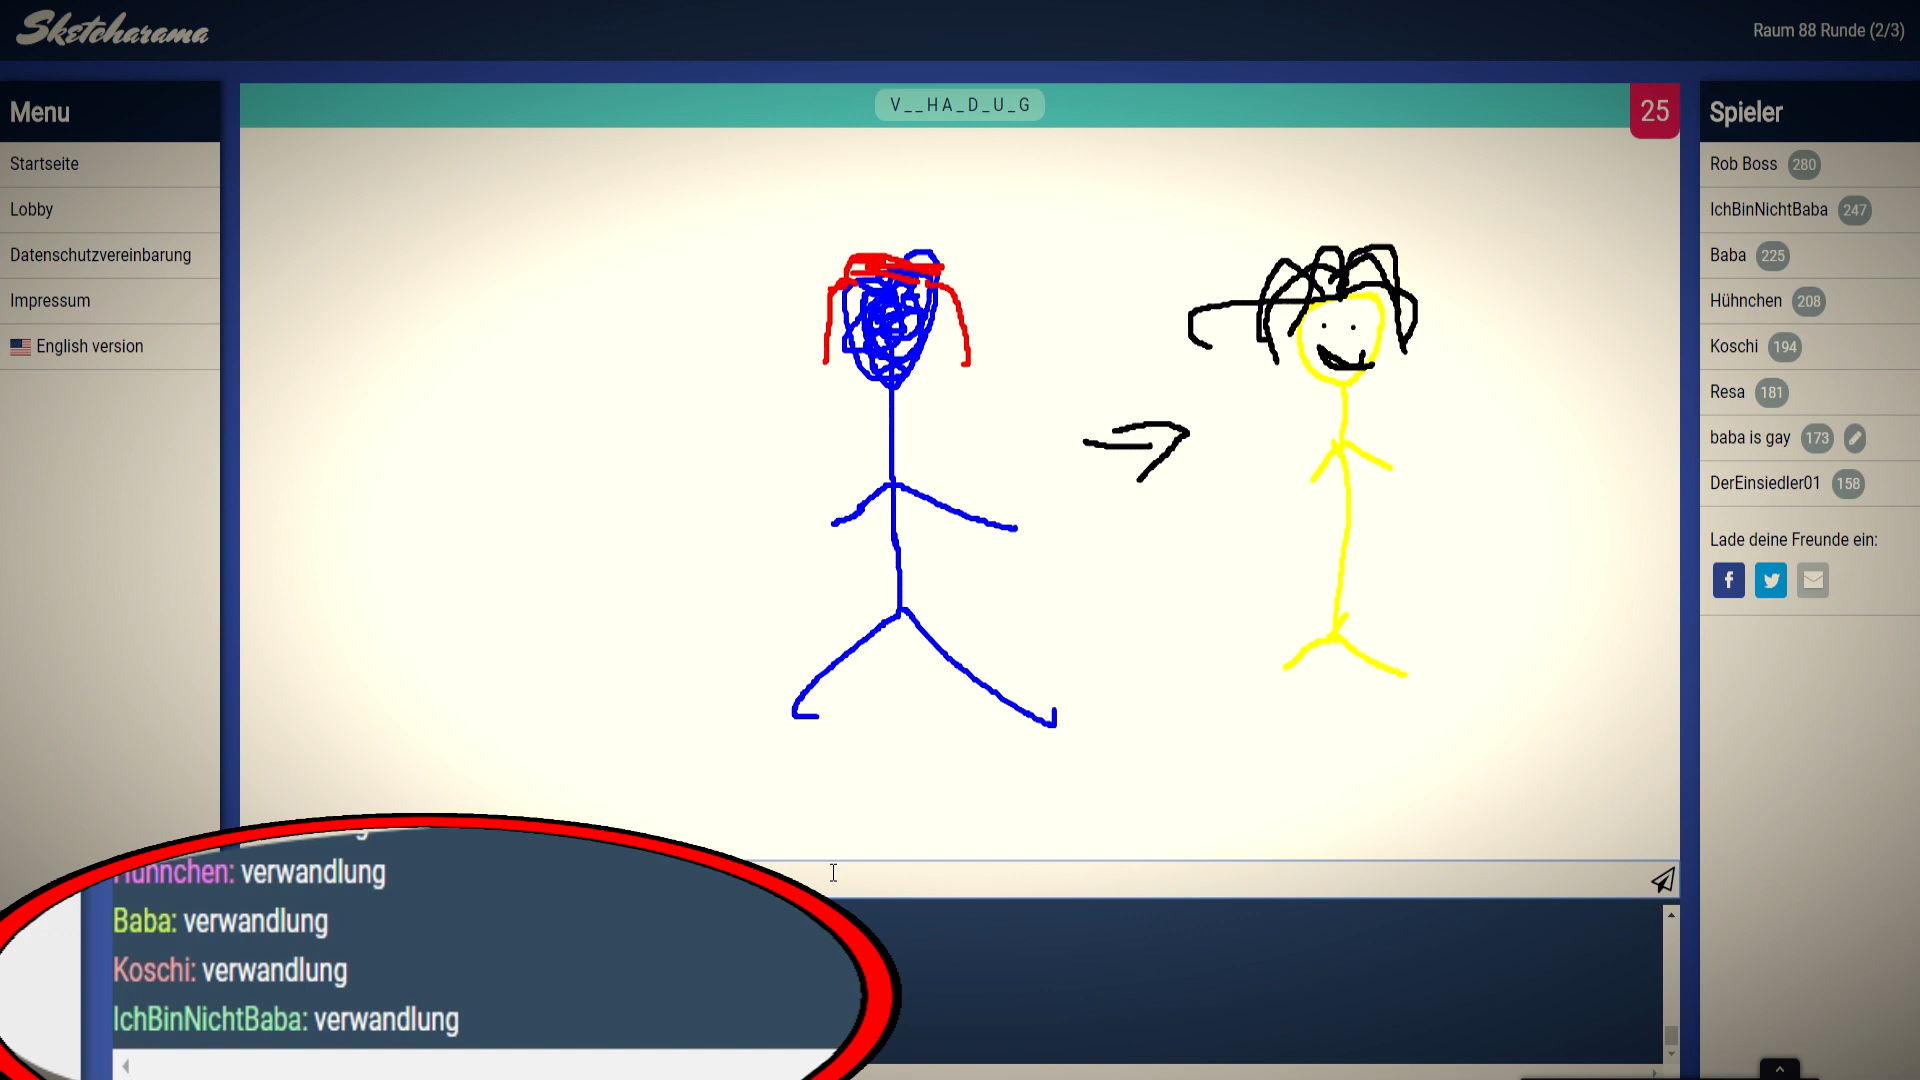 Sketcharama
Raum 88 Runde (2/3)
Menu
Startseite
Lobby
Datenschutzvereinbarung
Impressum
English version
V__HA_D_U_G
25
Spieler
Rob Boss 280
IchBinNichtBaba 247
Baba 225
Hühnchen 208
Koschi 194
Resa 181
baba is gay 173
DerEinsiedler01 158
Lade deine Freunde ein:
Hühnchen: verwandlung
Baba: verwandlung
Koschi: verwandlung
IchBinNichtBaba: verwandlung